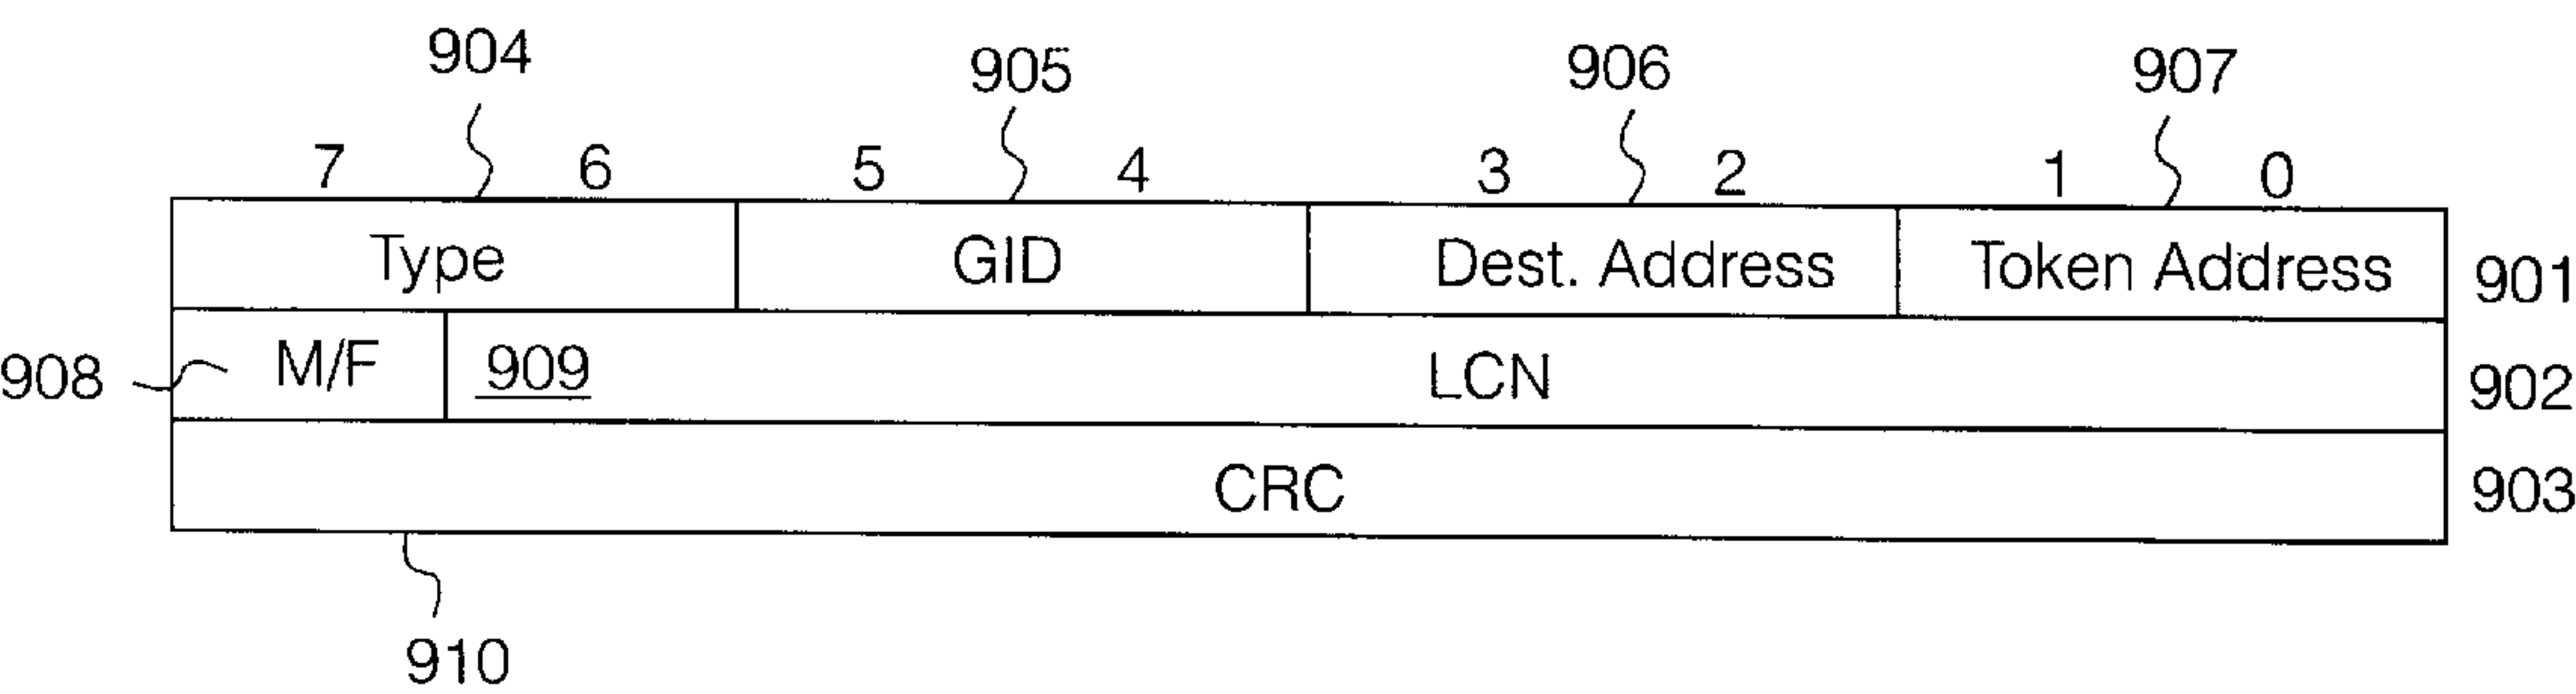 904 905 906 907
7 6 5 4 3 2 1 0
Type GID Dest. Address Token Address 901
908 M/F 909 LCN 902
CRC 903
910